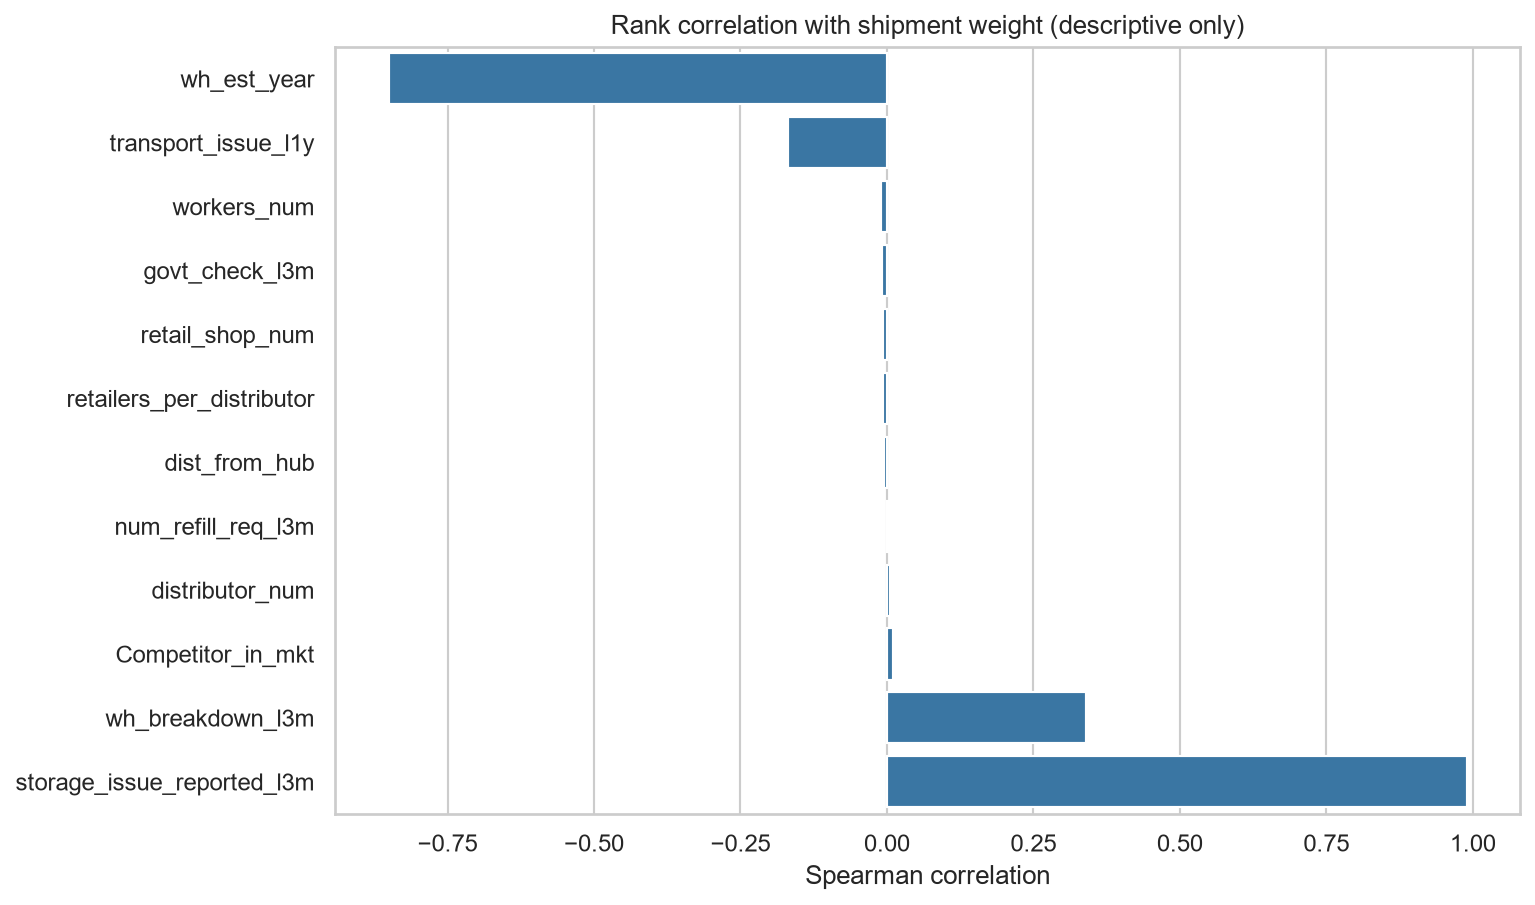 Rank correlation with shipment weight (descriptive only)
wh_est_year
transport_issue_l1y
workers_num
govt_check_l3m
retail_shop_num
retailers_per_distributor
dist_from_hub
num_refill_req_l3m
distributor_num
Competitor_in_mkt
wh_breakdown_l3m
storage_issue_reported_l3m
−0.75 −0.50 −0.25 0.00 0.25 0.50 0.75 1.00
Spearman correlation